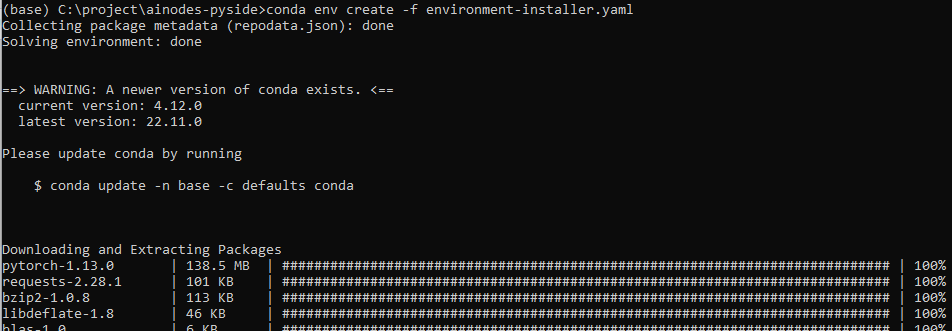 (base) C:\project\ainodes-pyside>conda env create -f environment-installer.yaml
Collecting package metadata (repodata.json): done
Solving environment: done
==> WARNING: A newer version of conda exists. <==
current version: 4.12.0
latest version: 22.11.0
Please update conda by running
$ conda update -n base -c defaults conda
Downloading and Extracting Packages
pytorch-1.13.0 | 138.5 MB | ############################################################################ | 100%
requests-2.28.1 | 101 KB | ############################################################################ | 100%
bzip2-1.0.8 | 113 KB | ############################################################################ | 100%
libdeflate-1.8 | 46 KB | ############################################################################ | 100%
blas-1.0 | 6 KB | ############################################################################ | 100%